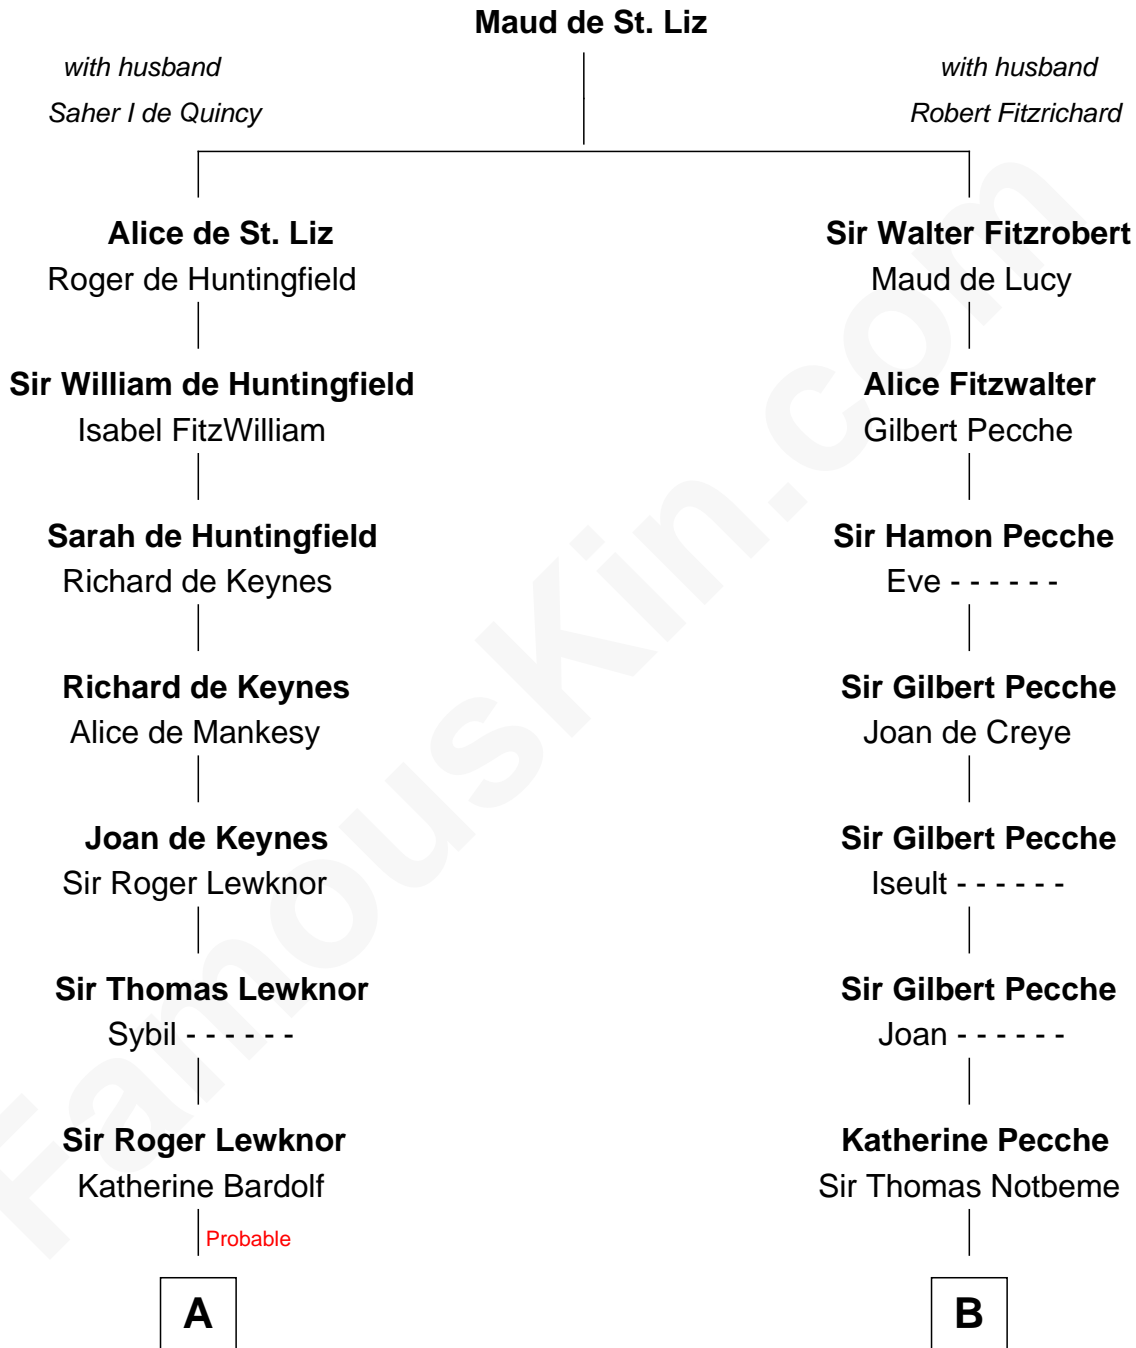 Maud de St. Liz
with husband
Saher I de Quincy
with husband
Robert Fitzrichard
Alice de St. Liz
Roger de Huntingfield
Sir Walter Fitzrobert
Maud de Lucy
Sir William de Huntingfield
Isabel FitzWilliam
Alice Fitzwalter
Gilbert Pecche
Sarah de Huntingfield
Richard de Keynes
Sir Hamon Pecche
Eve - - - - - -
Richard de Keynes
Alice de Mankesy
Sir Gilbert Pecche
Joan de Creye
Joan de Keynes
Sir Roger Lewknor
Sir Gilbert Pecche
Iseult - - - - - -
Sir Thomas Lewknor
Sybil - - - - - -
Sir Gilbert Pecche
Joan - - - - - -
Sir Roger Lewknor
Katherine Bardolf
Katherine Pecche
Sir Thomas Notbeme
Probable
A
B
FamousKin.com